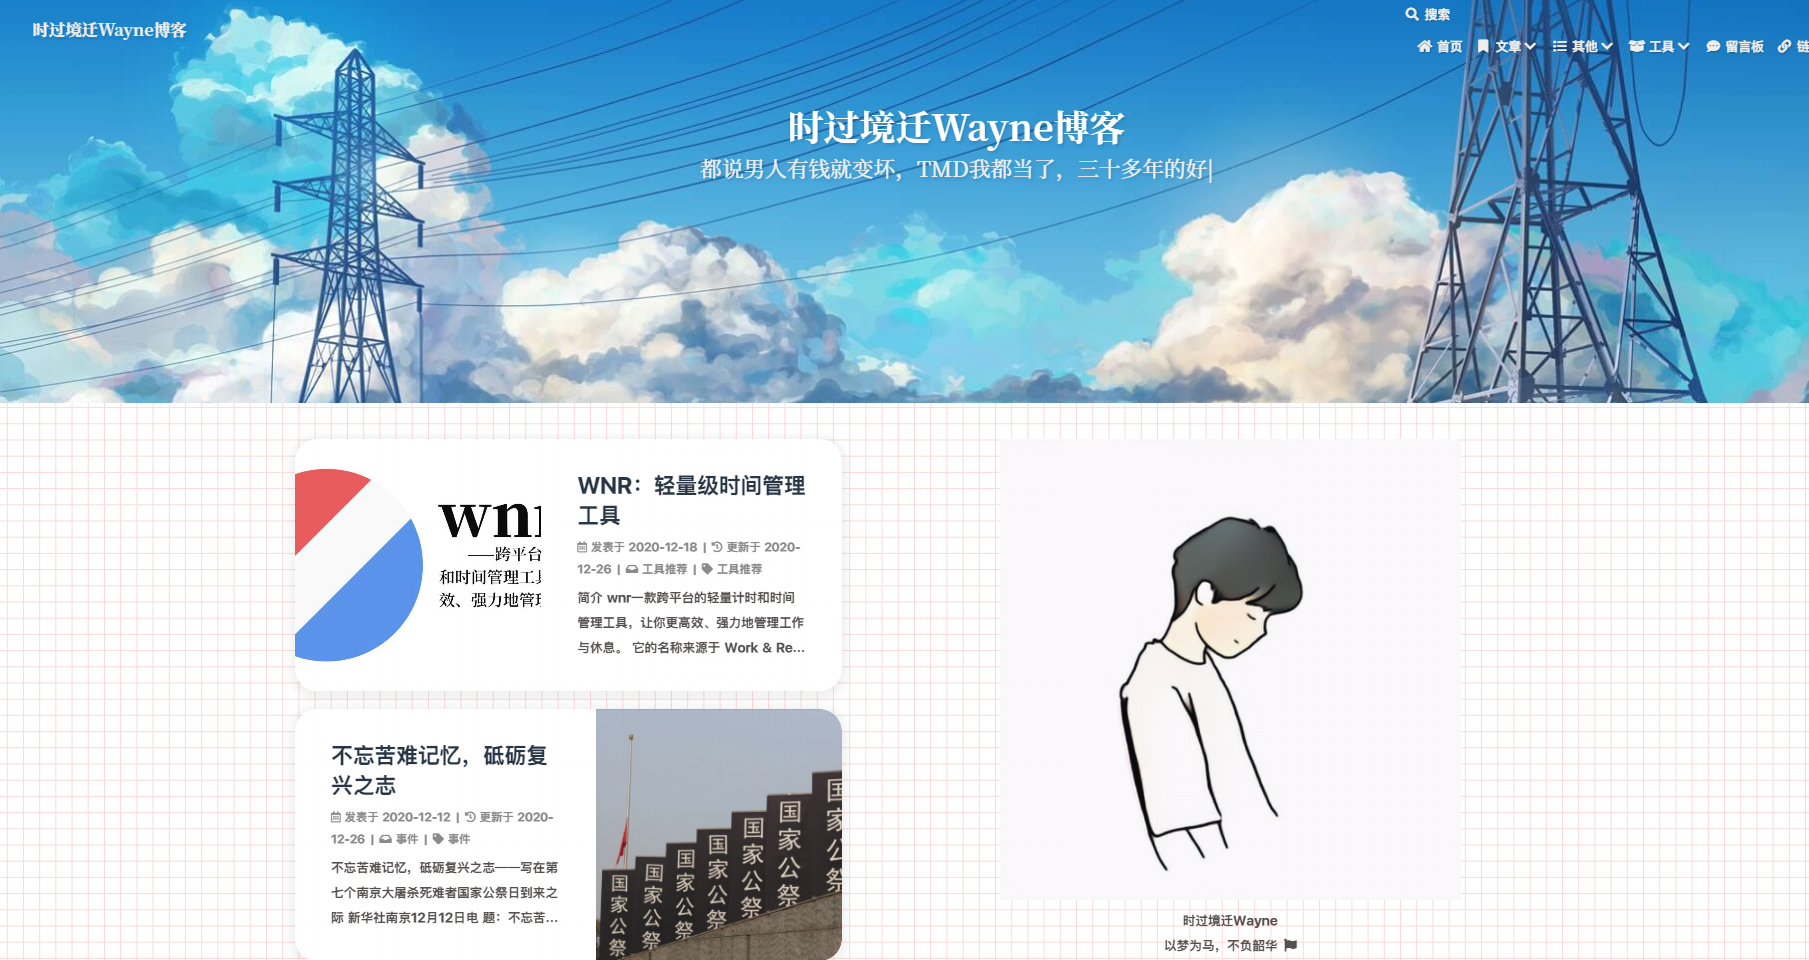 时过境迁Wayne博客
搜索
首页 文章 其他 工具 留言板 链
时过境迁Wayne博客
都说男人有钱就变坏，TMD我都当了，三十多年的好|
wnr
——跨平台
和时间管理工具
效、强力地管理
WNR：轻量级时间管理
工具
发表于 2020-12-18 | 更新于 2020-
12-26 | 工具推荐 | 工具推荐
简介 wnr一款跨平台的轻量计时和时间
管理工具，让你更高效、强力地管理工作
与休息。 它的名称来源于 Work & Re...
不忘苦难记忆，砥砺复
兴之志
发表于 2020-12-12 | 更新于 2020-
12-26 | 事件 | 事件
不忘苦难记忆，砥砺复兴之志——写在第
七个南京大屠杀死难者国家公祭日到来之
际 新华社南京12月12日电 题：不忘苦...
国家公祭
国家公祭
国家公祭
国家公祭
国家公祭
国家公祭
国家公祭
时过境迁Wayne
以梦为马，不负韶华